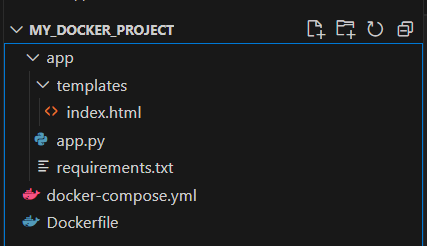 MY_DOCKER_PROJECT
app
templates
index.html
app.py
requirements.txt
docker-compose.yml
Dockerfile